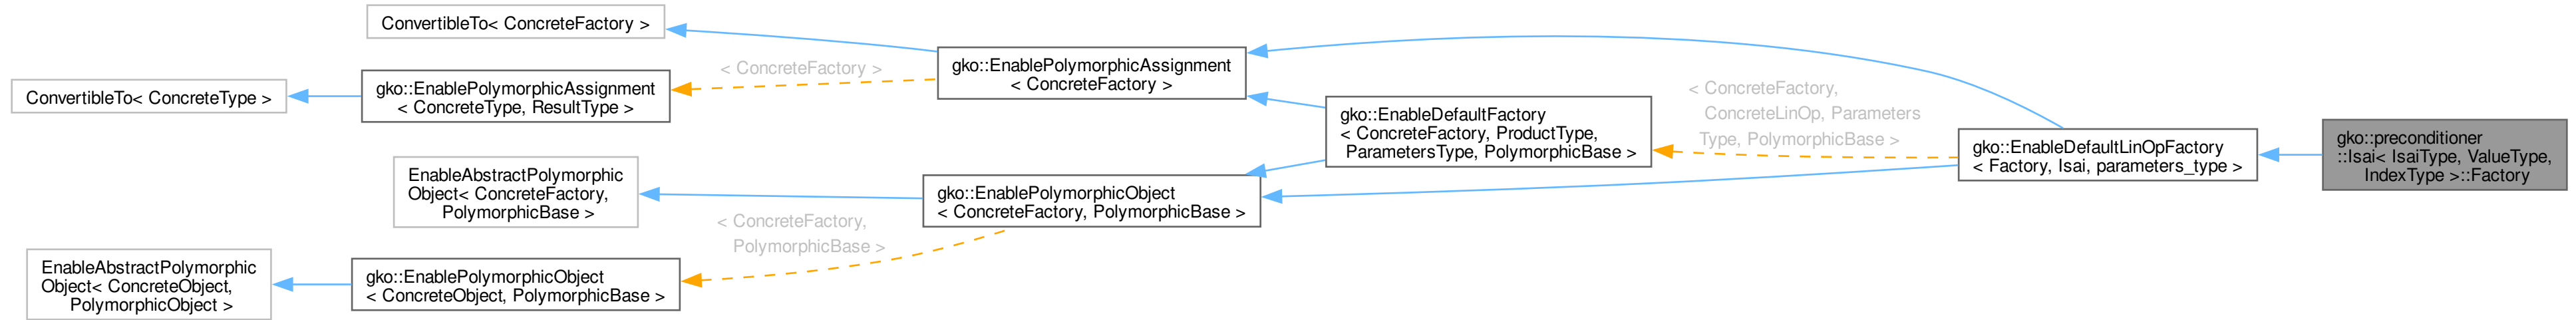 ConvertibleTo< ConcreteFactory >
ConvertibleTo< ConcreteType >
gko::EnablePolymorphicAssignment
< ConcreteType, ResultType >
< ConcreteFactory >
gko::EnablePolymorphicAssignment
< ConcreteFactory >
EnableAbstractPolymorphic
Object< ConcreteFactory,
PolymorphicBase >
EnableAbstractPolymorphic
Object< ConcreteObject,
PolymorphicObject >
gko::EnablePolymorphicObject
< ConcreteObject, PolymorphicBase >
< ConcreteFactory,
PolymorphicBase >
gko::EnablePolymorphicObject
< ConcreteFactory, PolymorphicBase >
gko::EnableDefaultFactory
< ConcreteFactory, ProductType,
ParametersType, PolymorphicBase >
< ConcreteFactory,
ConcreteLinOp, Parameters
Type, PolymorphicBase >
gko::EnableDefaultLinOpFactory
< Factory, Isai, parameters_type >
gko::preconditioner
::Isai< IsaiType, ValueType,
IndexType >::Factory